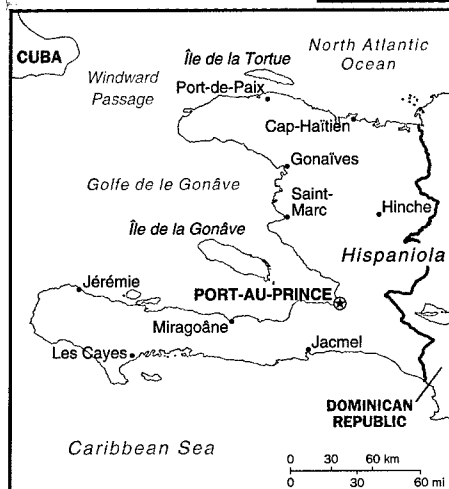 CUBA
North Atlantic
Ocean
Île de la Tortue
Windward
Passage
Port-de-Paix
Cap-Haïtien
Gonaïves
Golfe de le Gonâve
Saint-
Marc
Hinche
Île de la Gonâve
Hispaniola
Jérémie
PORT-AU-PRINCE
Miragoâne
Les Cayes
Jacmel
DOMINICAN
REPUBLIC
Caribbean Sea
0 30 60 km
0 30 60 mi